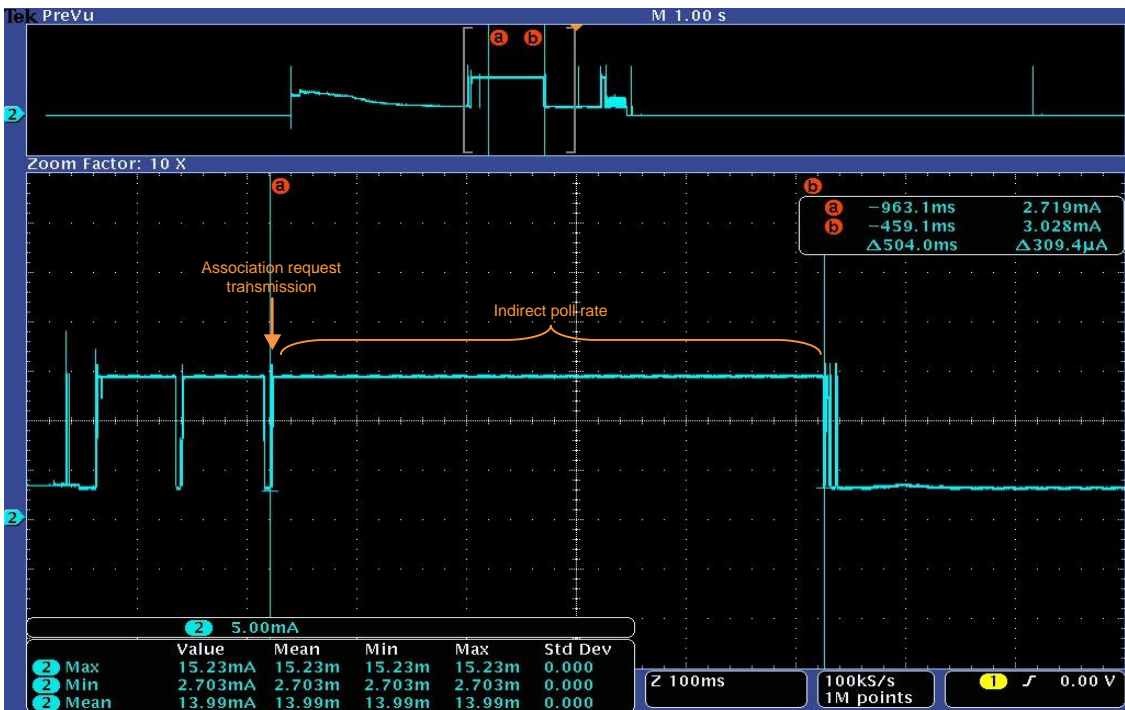 Tek PreVu M 1.00 s
a b
2
Zoom Factor: 10 X
a b
a -963.1ms 2.719mA
b -459.1ms 3.028mA
Δ504.0ms Δ309.4µA
Association request
transmission
Indirect poll rate
2
2 5.00mA
Value Mean Min Max Std Dev
2 Max 15.23mA 15.23m 15.23m 15.23m 0.000
2 Min 2.703mA 2.703m 2.703m 2.703m 0.000
2 Mean 13.99mA 13.99m 13.99m 13.99m 0.000
Z 100ms
100kS/s
1M points
1 0.00 V